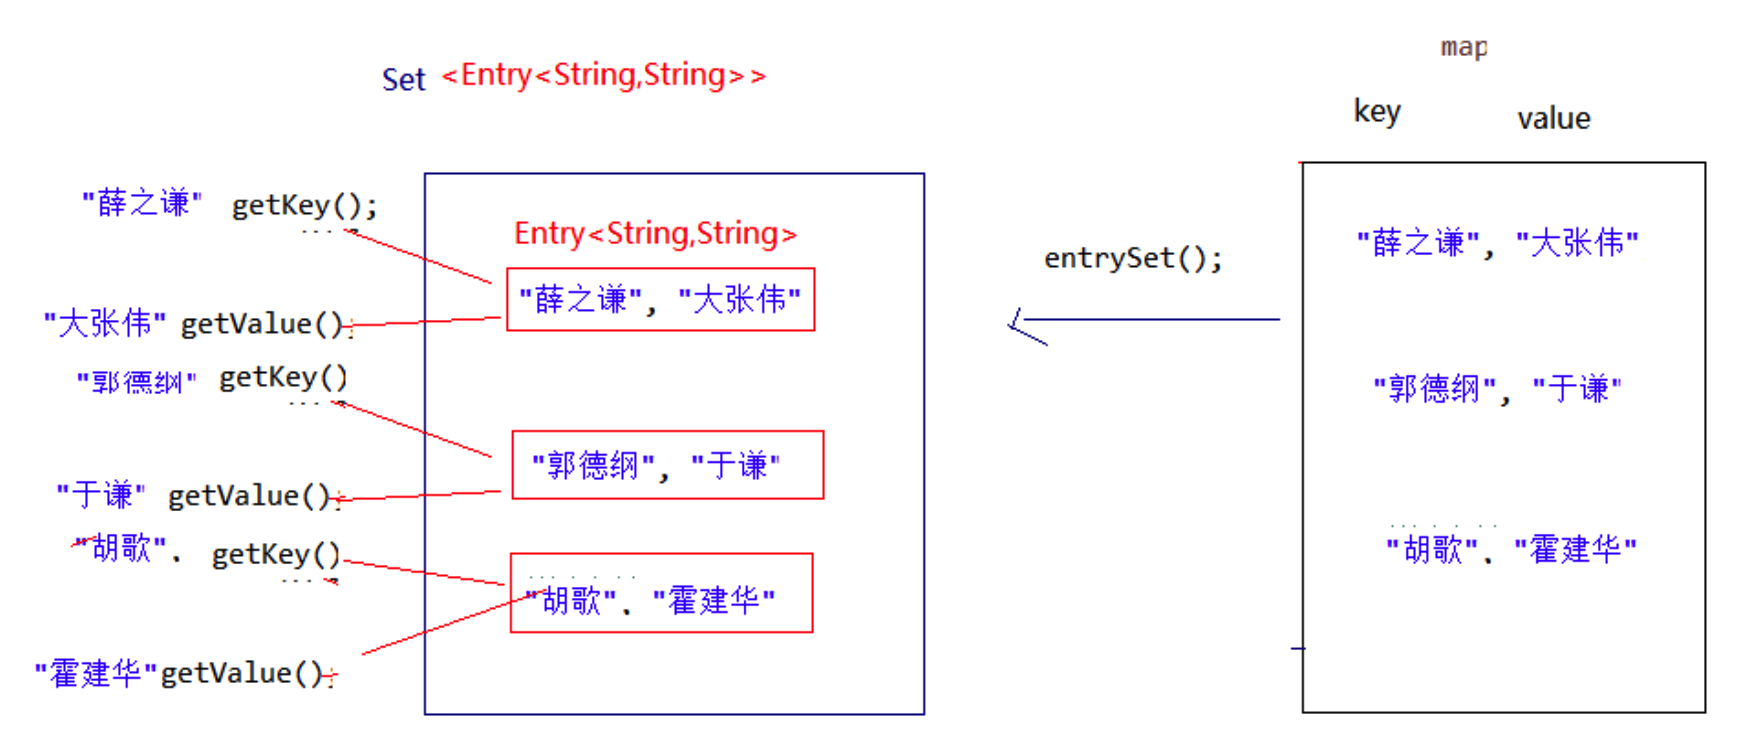 map
Set <Entry<String,String>>
key value
"薛之谦" getKey();
Entry<String,String>
"薛之谦", "大张伟"
entrySet();
"薛之谦", "大张伟"
"大张伟" getValue();
"郭德纲" getKey()
"郭德纲", "于谦"
"郭德纲", "于谦"
"于谦" getValue();
"胡歌". getKey()
"胡歌". "霍建华"
"胡歌". "霍建华"
"霍建华"getValue();